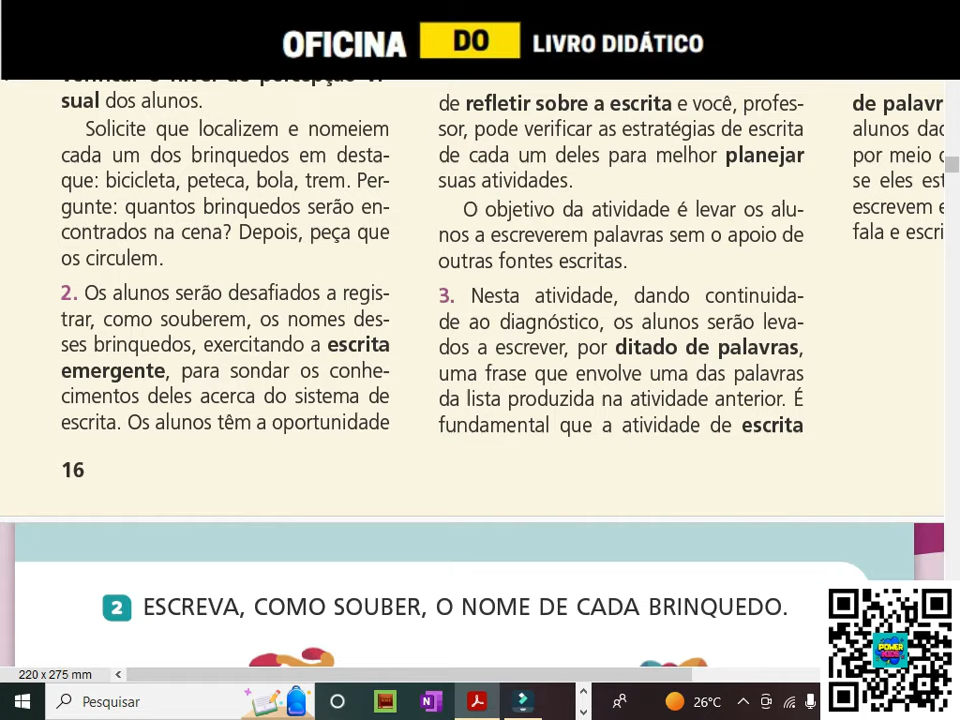 OFICINA DO LIVRO DIDÁTICO
verificar o nível de percepção vi-
sual dos alunos.
Solicite que localizem e nomeiem
cada um dos brinquedos em desta-
que: bicicleta, peteca, bola, trem. Per-
gunte: quantos brinquedos serão en-
contrados na cena? Depois, peça que
os circulem.
2. Os alunos serão desafiados a regis-
trar, como souberem, os nomes des-
ses brinquedos, exercitando a escrita
emergente, para sondar os conhe-
cimentos deles acerca do sistema de
escrita. Os alunos têm a oportunidade
16
de refletir sobre a escrita e você, profes-
sor, pode verificar as estratégias de escrita
de cada um deles para melhor planejar
suas atividades.
O objetivo da atividade é levar os alu-
nos a escreverem palavras sem o apoio de
outras fontes escritas.
3. Nesta atividade, dando continuida-
de ao diagnóstico, os alunos serão leva-
dos a escrever, por ditado de palavras,
uma frase que envolve uma das palavras
da lista produzida na atividade anterior. É
fundamental que a atividade de escrita
de palavr
alunos dad
por meio d
se eles est
escrevem e
fala e escri
2 ESCREVA, COMO SOUBER, O NOME DE CADA BRINQUEDO.
POWER KIDS
220 x 275 mm
Pesquisar
26°C